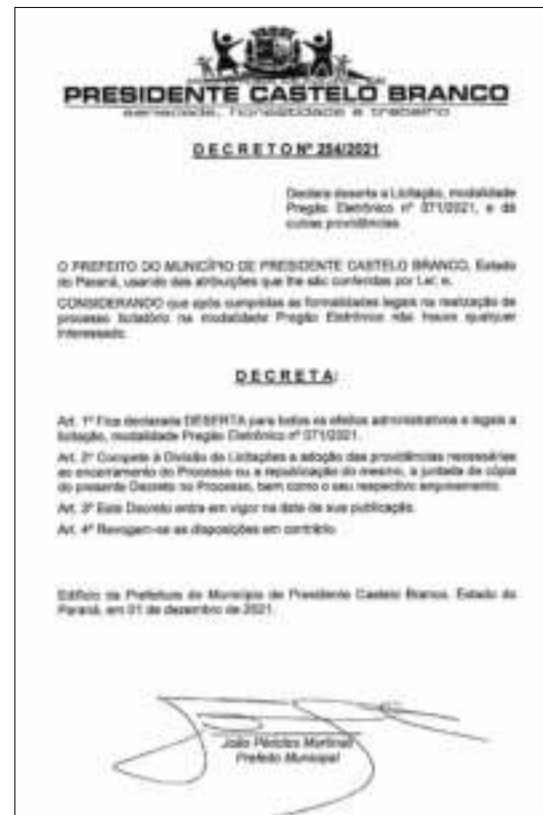 PRESIDENTE CASTELO BRANCO
seriedade, honestidade e trabalho
DECRETO Nº 254/2021
Declara deserta a Licitação, modalidade
Pregão Eletrônico nº 071/2021, e dá
outras providências.
O PREFEITO DO MUNICÍPIO DE PRESIDENTE CASTELO BRANCO, Estado
do Paraná, usando das atribuições que lhe são conferidas por Lei, e,
CONSIDERANDO que após cumpridas as formalidades legais na realização de
processo licitatório na modalidade Pregão Eletrônico não houve qualquer
interessado.
DECRETA:
Art. 1º Fica declarada DESERTA para todos os efeitos administrativos e legais a
licitação, modalidade Pregão Eletrônico nº 071/2021.
Art. 2º Compete à Divisão de Licitações a adoção das providências necessárias
ao encerramento do Processo ou a republicação do mesmo, a juntada de cópia
do presente Decreto no Processo, bem como o seu respectivo arquivamento.
Art. 3º Este Decreto entra em vigor na data de sua publicação.
Art. 4º Revogam-se as disposições em contrário.
Edifício da Prefeitura do Município de Presidente Castelo Branco, Estado do
Paraná, em 01 de dezembro de 2021.
João Péricles Martinati
Prefeito Municipal